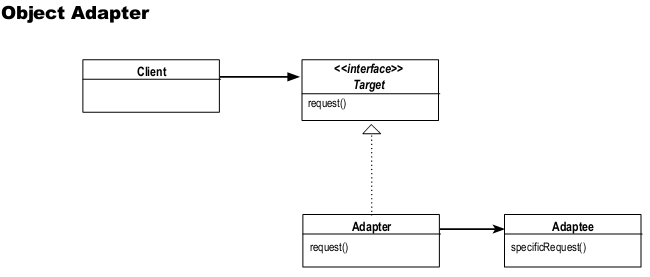 Object Adapter
Client
<<interface>>
Target
request()
Adapter
request()
Adaptee
specificRequest()